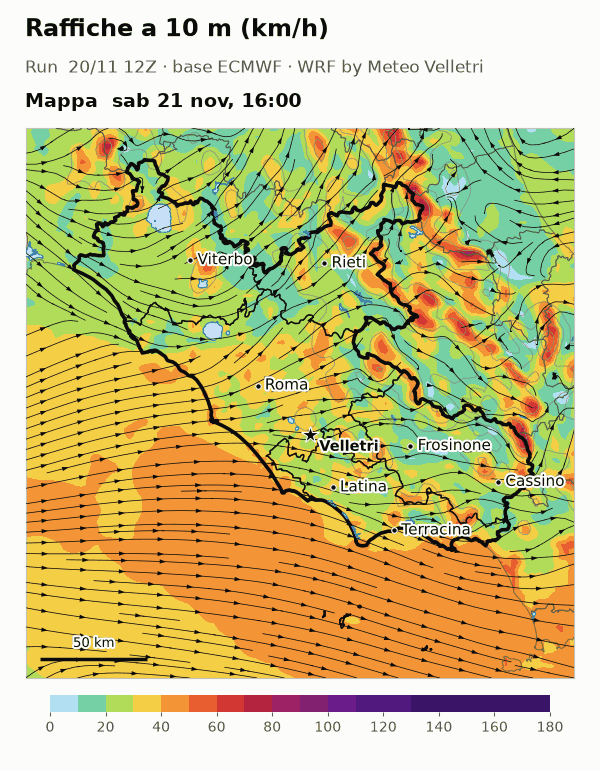 Raffiche a 10 m (km/h)
Run  20/11 12Z · base ECMWF · WRF by Meteo Velletri
Mappa  sab 21 nov, 16:00
Viterbo
Rieti
Roma
Velletri
Frosinone
Latina
Cassino
Terracina
50 km
0 20 40 60 80 100 120 140 160 180